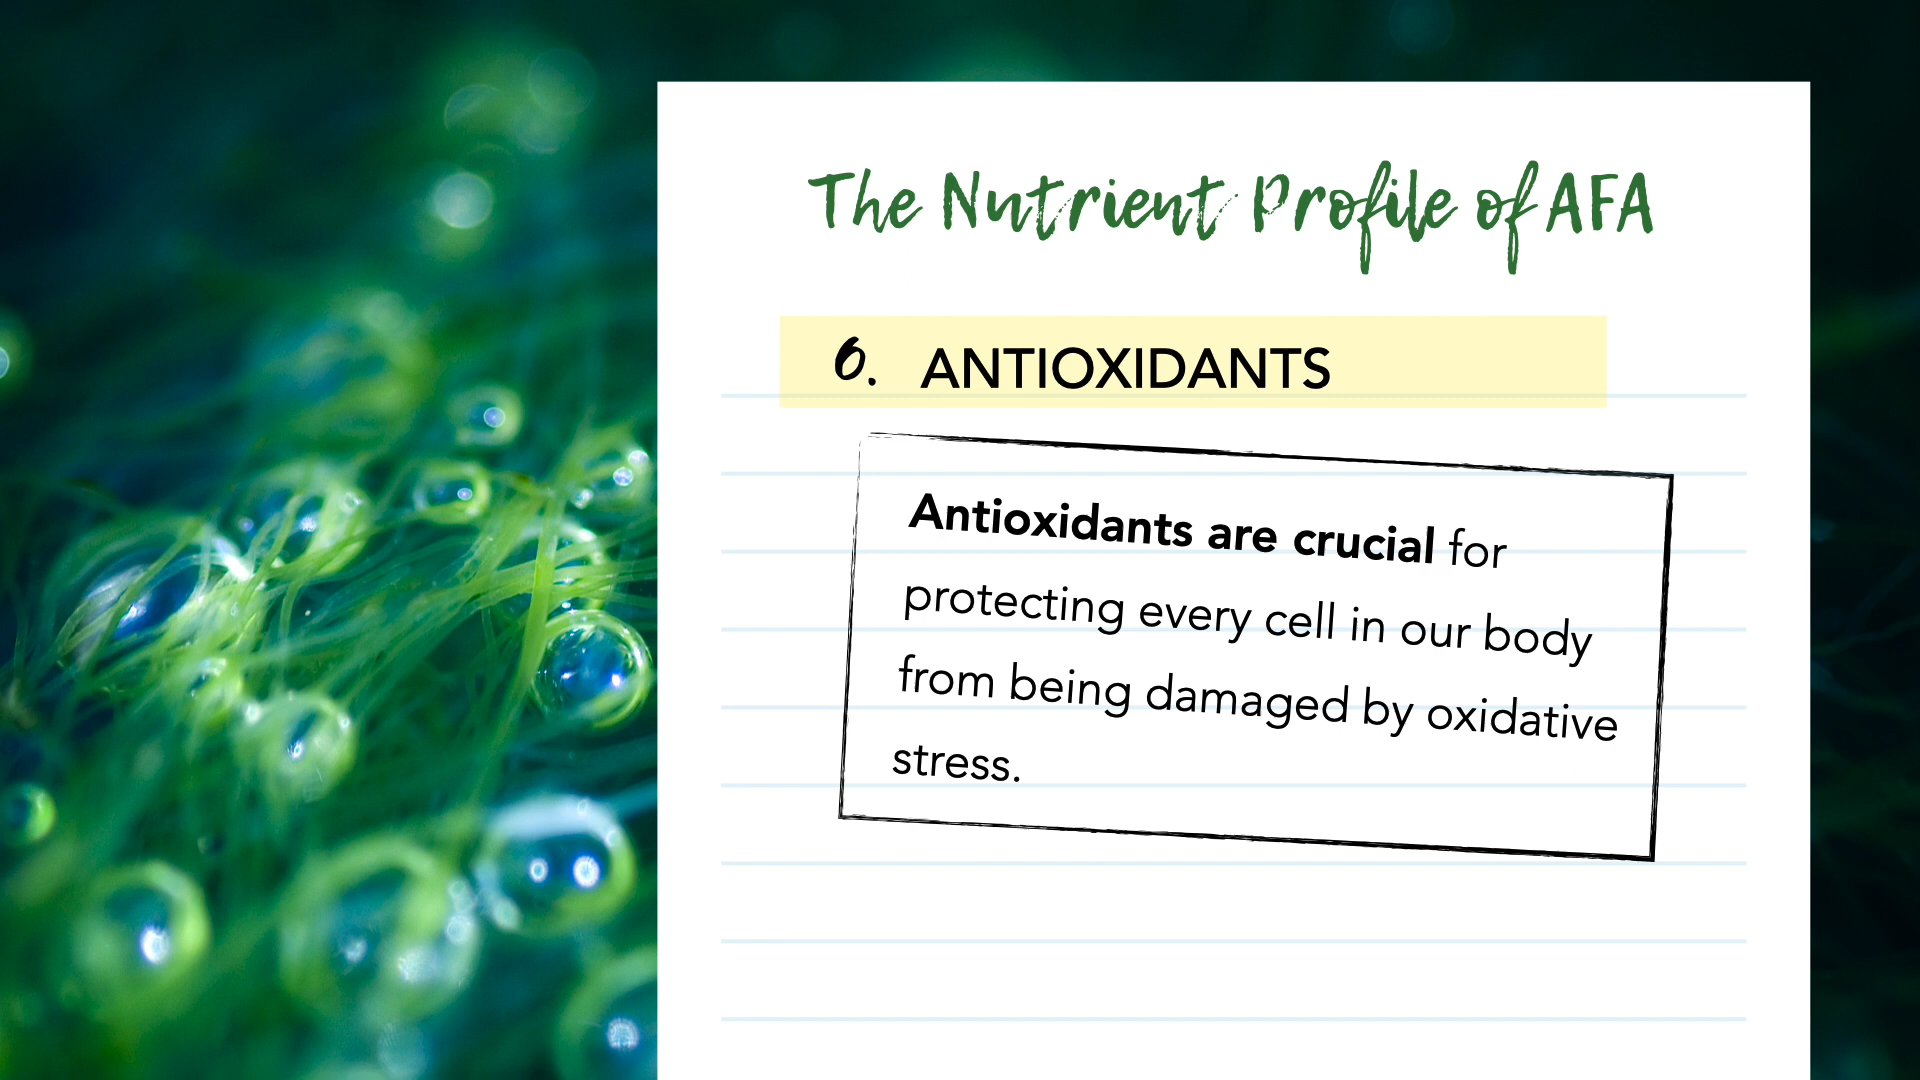 The Nutrient Profile of AFA
6. ANTIOXIDANTS
Antioxidants are crucial for
protecting every cell in our body
from being damaged by oxidative
stress.